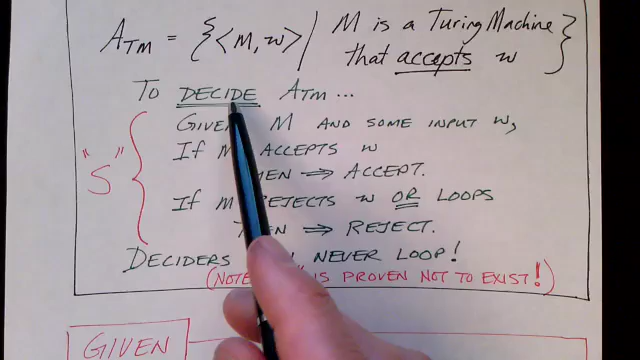 A_TM = {<M, w> | M is a Turing Machine
that accepts w}
To DECIDE A_TM ...
"S"
GIVEN M AND SOME INPUT w,
If M ACCEPTS w
THEN ⇒ ACCEPT.
If M REJECTS w OR LOOPS
THEN ⇒ REJECT.
DECIDERS NEVER LOOP!
(NOTE IS PROVEN NOT TO EXIST!)
GIVEN